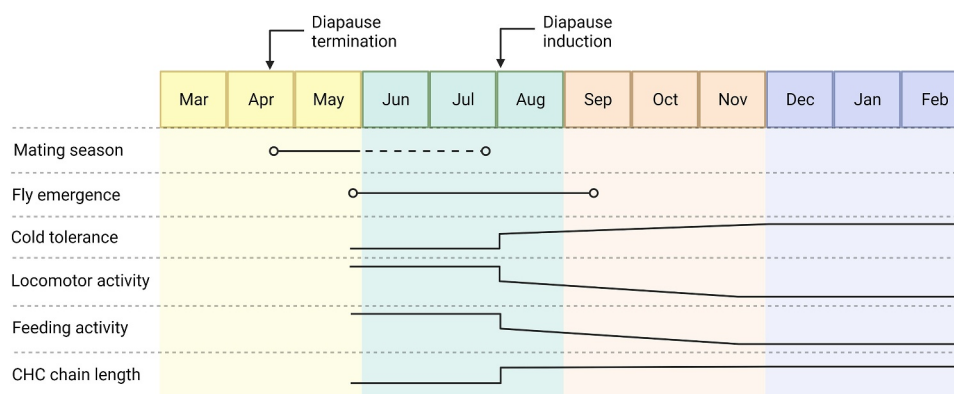 Diapause
termination
Diapause
induction
Mar Apr May Jun Jul Aug Sep Oct Nov Dec Jan Feb
Mating season
Fly emergence
Cold tolerance
Locomotor activity
Feeding activity
CHC chain length